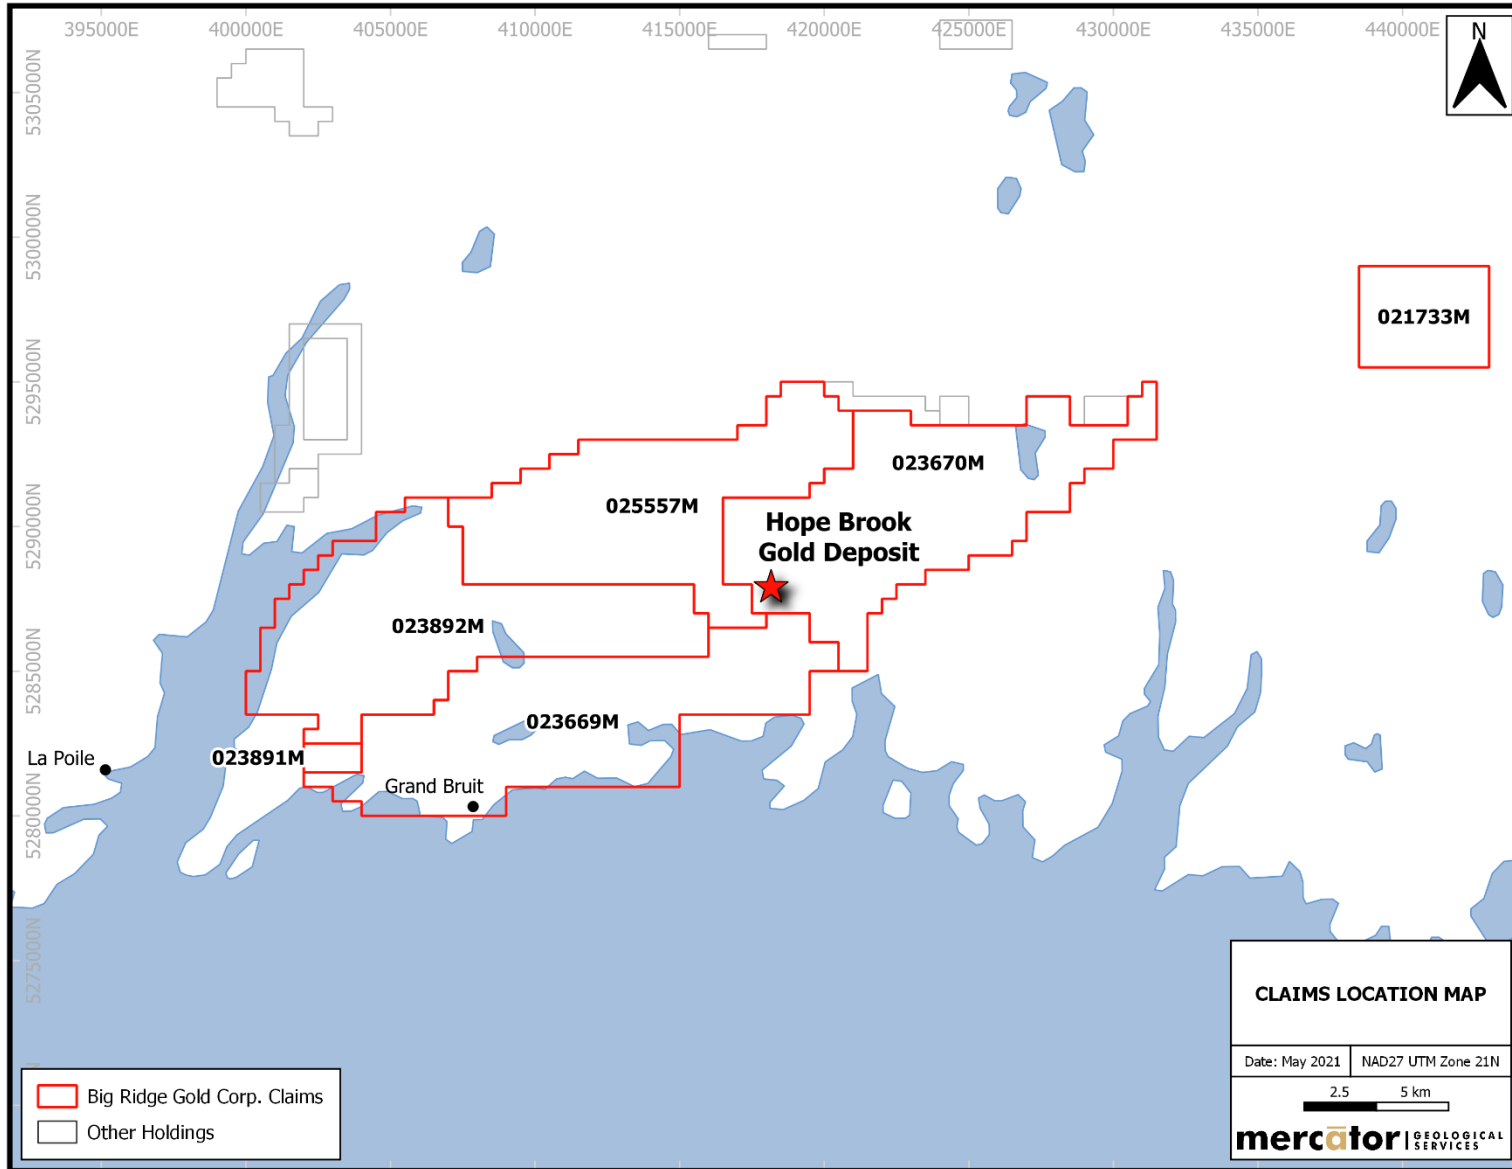 395000E 400000E 405000E 410000E 415000E 420000E 425000E 430000E 435000E 440000E
N
5305000N
5300000N
5295000N
5290000N
5285000N
5280000N
5275000N
021733M
023670M
025557M
Hope Brook
Gold Deposit
023892M
023669M
La Poile
023891M
Grand Bruit
CLAIMS LOCATION MAP
Date: May 2021 NAD27 UTM Zone 21N
2.5 5 km
mercātor GEOLOGICAL
SERVICES
Big Ridge Gold Corp. Claims
Other Holdings